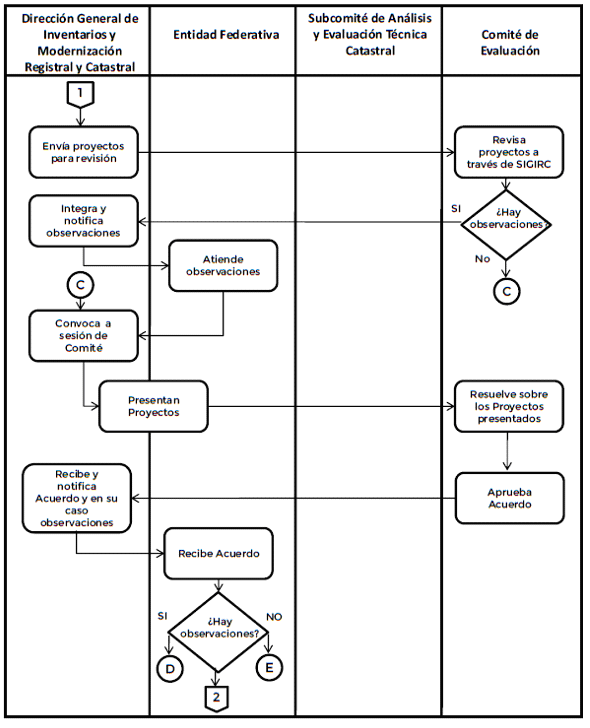 Dirección General de
Inventarios y
Modernización
Registral y Catastral
Entidad Federativa
Subcomité de Análisis
y Evaluación Técnica
Catastral
Comité de
Evaluación
1
Envía proyectos
para revisión
Revisa
proyectos a
través de SIGIRC
Integra y
notifica
observaciones
SI
¿Hay
observaciones?
No
C
Atiende
observaciones
C
Convoca a
sesión de
Comité
Presentan
Proyectos
Resuelve sobre
los Proyectos
presentados
Recibe y
notifica
Acuerdo y en su
caso
observaciones
Aprueba
Acuerdo
Recibe Acuerdo
SI
¿Hay
observaciones?
NO
D
E
2